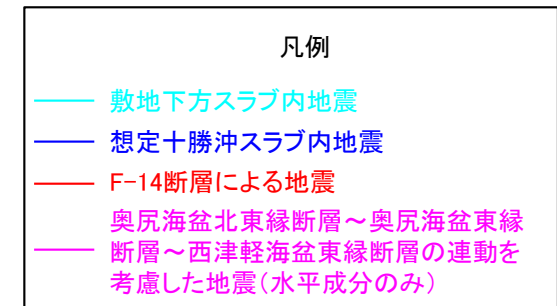 凡例
敷地下方スラブ内地震
想定十勝沖スラブ内地震
F-14断層による地震
奥尻海盆北東縁断層～奥尻海盆東縁
断層～西津軽海盆東縁断層の連動を
考慮した地震(水平成分のみ)